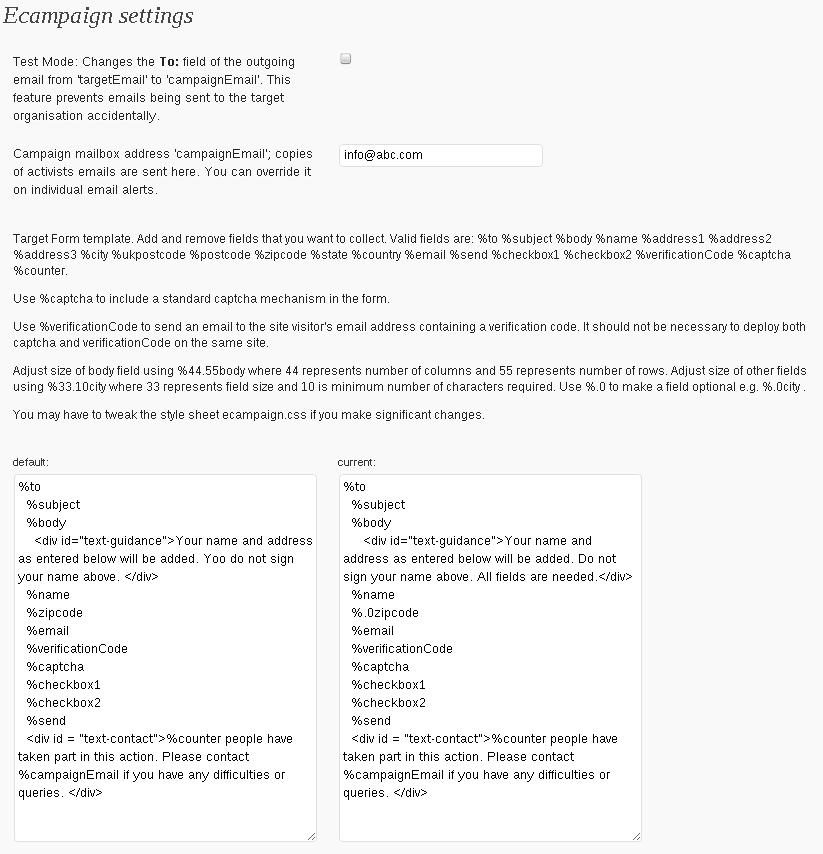 Ecampaign settings
Test Mode: Changes the To: field of the outgoing
email from 'targetEmail' to 'campaignEmail'. This
feature prevents emails being sent to the target
organisation accidentally.
Campaign mailbox address 'campaignEmail'; copies
of activists emails are sent here. You can override it
on individual email alerts.
info@abc.com
Target Form template. Add and remove fields that you want to collect. Valid fields are: %to %subject %body %name %address1 %address2
%address3 %city %ukpostcode %postcode %zipcode %state %country %email %send %checkbox1 %checkbox2 %verificationCode %captcha
%counter.
Use %captcha to include a standard captcha mechanism in the form.
Use %verificationCode to send an email to the site visitor's email address containing a verification code. It should not be necessary to deploy both
captcha and verificationCode on the same site.
Adjust size of body field using %44.55body where 44 represents number of columns and 55 represents number of rows. Adjust size of other fields
using %33.10city where 33 represents field size and 10 is minimum number of characters required. Use %.0 to make a field optional e.g. %.0city .
You may have to tweak the style sheet ecampaign.css if you make significant changes.
default:
%to
%subject
%body
<div id="text-guidance">Your name and address
as entered below will be added. Yoo do not sign
your name above. </div>
%name
%zipcode
%email
%verificationCode
%captcha
%checkbox1
%checkbox2
%send
<div id = "text-contact">%counter people have
taken part in this action. Please contact
%campaignEmail if you have any difficulties or
queries. </div>
current:
%to
%subject
%body
<div id="text-guidance">Your name and
address as entered below will be added. Do not
sign your name above. All fields are needed.</div>
%name
%.0zipcode
%email
%verificationCode
%captcha
%checkbox1
%checkbox2
%send
<div id = "text-contact">%counter people have
taken part in this action. Please contact
%campaignEmail if you have any difficulties or
queries. </div>